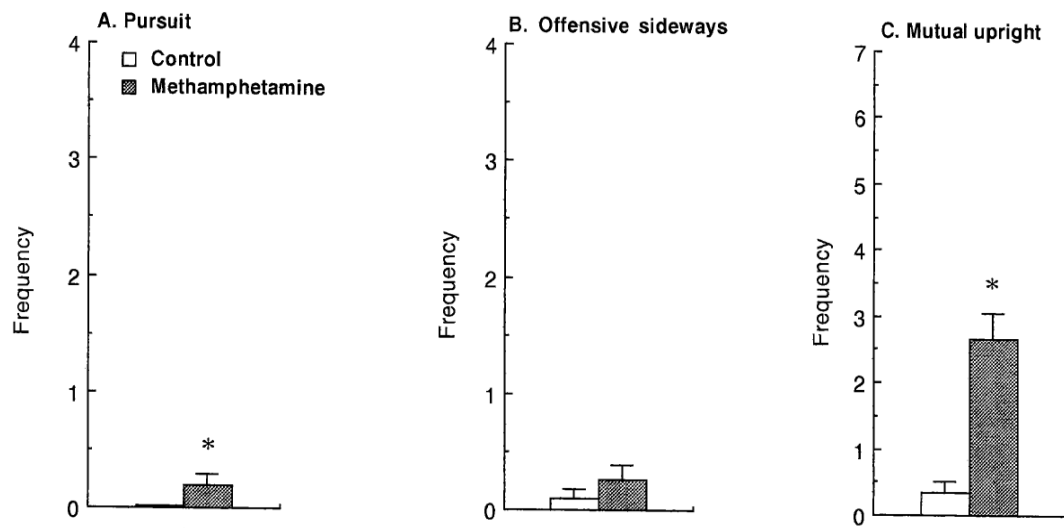 A. Pursuit
Control
Methamphetamine
Frequency
4
3
2
1
0
*
B. Offensive sideways
Frequency
4
3
2
1
0
C. Mutual upright
Frequency
7
6
5
4
3
2
1
0
*